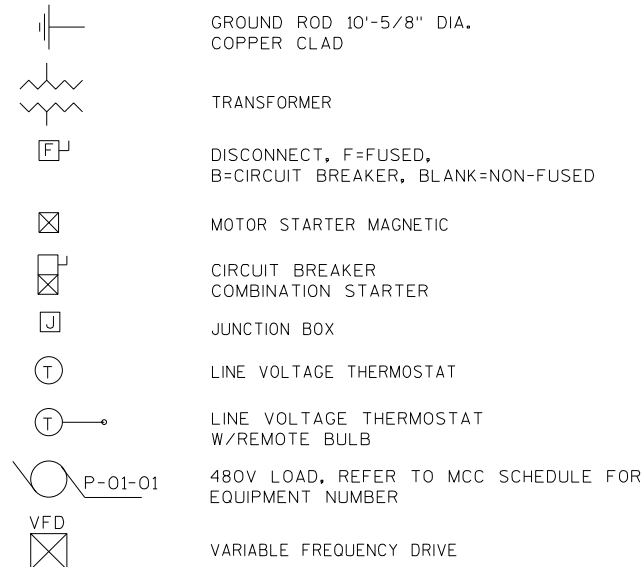 GROUND ROD 10'-5/8" DIA.
COPPER CLAD
TRANSFORMER
F
DISCONNECT, F=FUSED,
B=CIRCUIT BREAKER, BLANK=NON-FUSED
MOTOR STARTER MAGNETIC
CIRCUIT BREAKER
COMBINATION STARTER
J
JUNCTION BOX
T
LINE VOLTAGE THERMOSTAT
T
LINE VOLTAGE THERMOSTAT
W/REMOTE BULB
P-01-01
480V LOAD, REFER TO MCC SCHEDULE FOR
EQUIPMENT NUMBER
VFD
VARIABLE FREQUENCY DRIVE